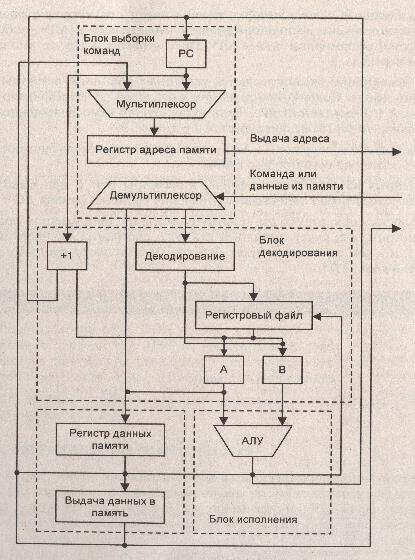 Блок выборки
команд
PC
Мультиплексор
Регистр адреса памяти
Выдача адреса
Команда или
данные из памяти
Демультиплексор
Блок
декодирования
+1
Декодирование
Регистровый файл
A
B
Регистр данных
памяти
АЛУ
Выдача данных в
память
Блок исполнения